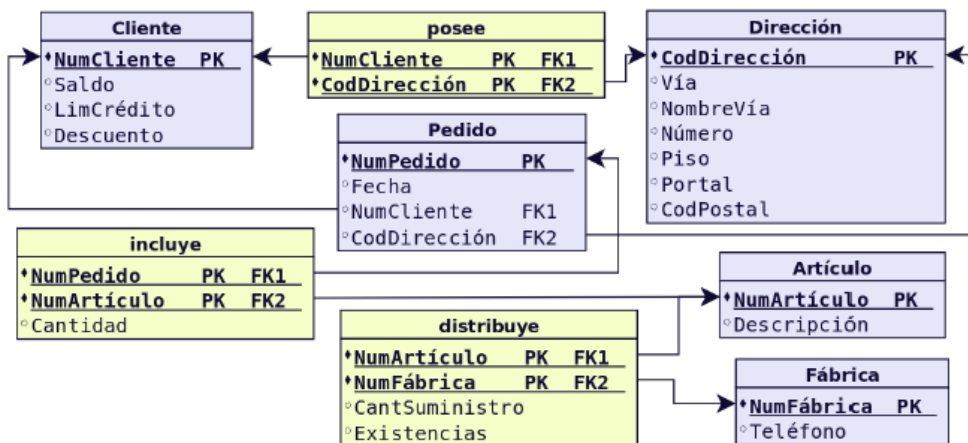 Cliente
NumCliente PK
Saldo
LimCrédito
Descuento
posee
NumCliente PK FK1
CodDirección PK FK2
Dirección
CodDirección PK
Vía
NombreVía
Número
Piso
Portal
CodPostal
Pedido
NumPedido PK
Fecha
NumCliente FK1
CodDirección FK2
incluye
NumPedido PK FK1
NumArtículo PK FK2
Cantidad
Artículo
NumArtículo PK
Descripción
distribuye
NumArtículo PK FK1
NumFábrica PK FK2
CantSuministro
Existencias
Fábrica
NumFábrica PK
Teléfono